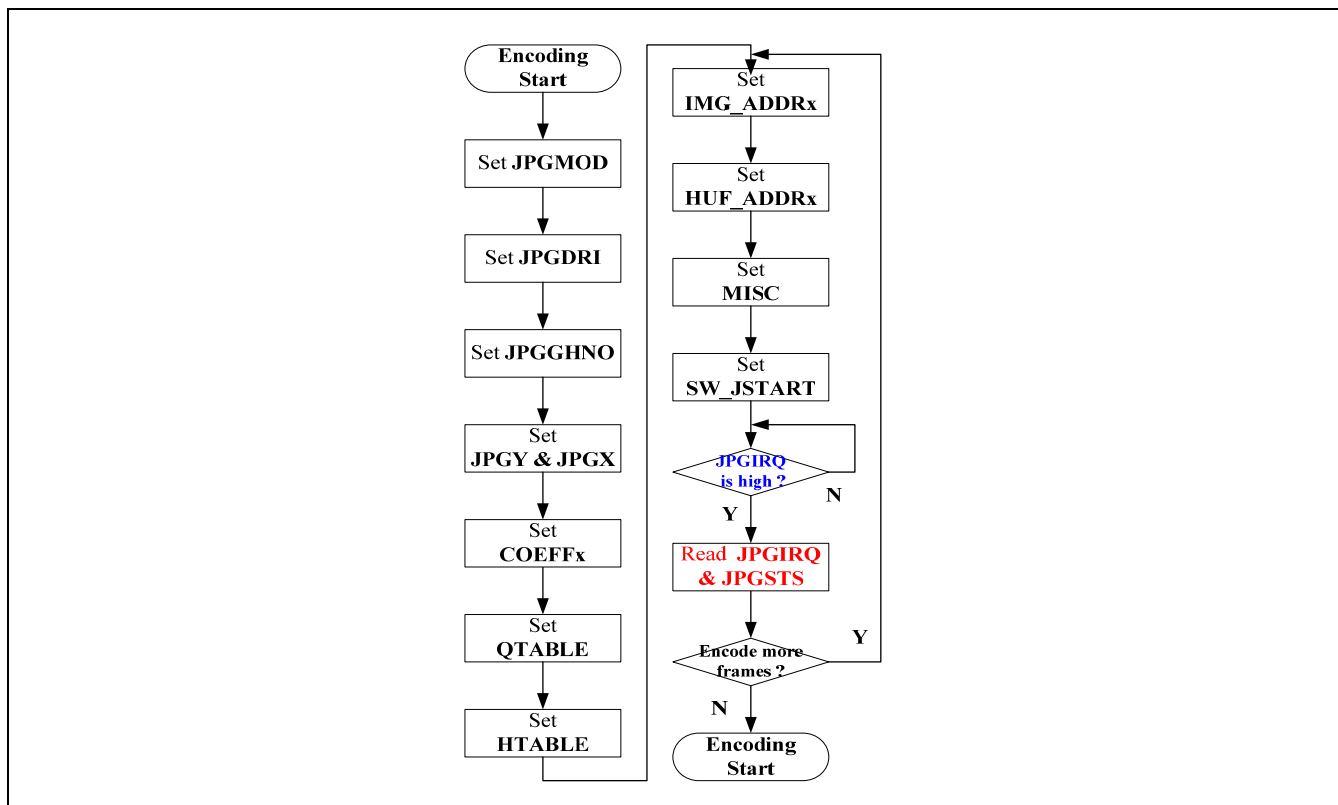 Encoding
Start
Set JPGMOD
Set JPGDRI
Set JPGGHNO
Set
JPGY & JPGX
Set
COEFFx
Set
QTABLE
Set
HTABLE
Set
IMG_ADDRx
Set
HUF_ADDRx
Set
MISC
Set
SW_JSTART
JPGIRQ
is high ?
N
Y
Read JPGIRQ
& JPGSTS
Encode more
frames ?
Y
N
Encoding
Start